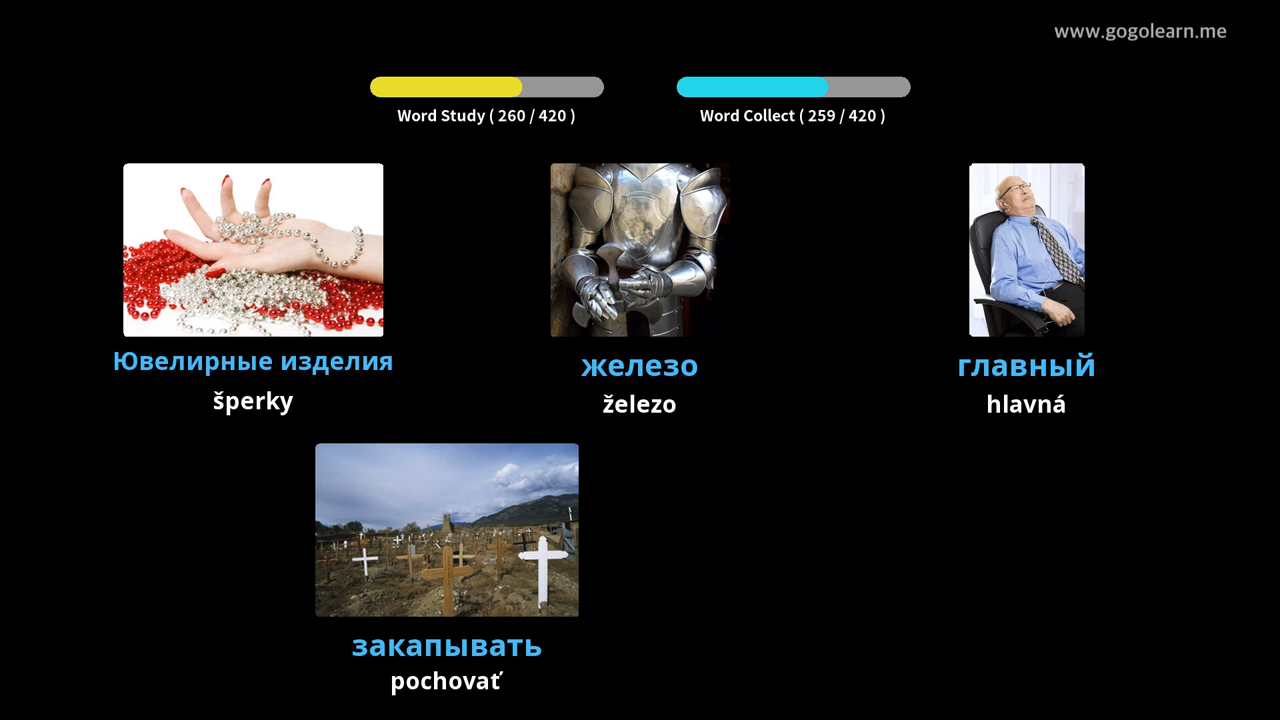 www.gogolearn.me
Word Study ( 260 / 420 )
Word Collect ( 259 / 420 )
Ювелирные изделия
šperky
железо
železo
главный
hlavná
закапывать
pochovať